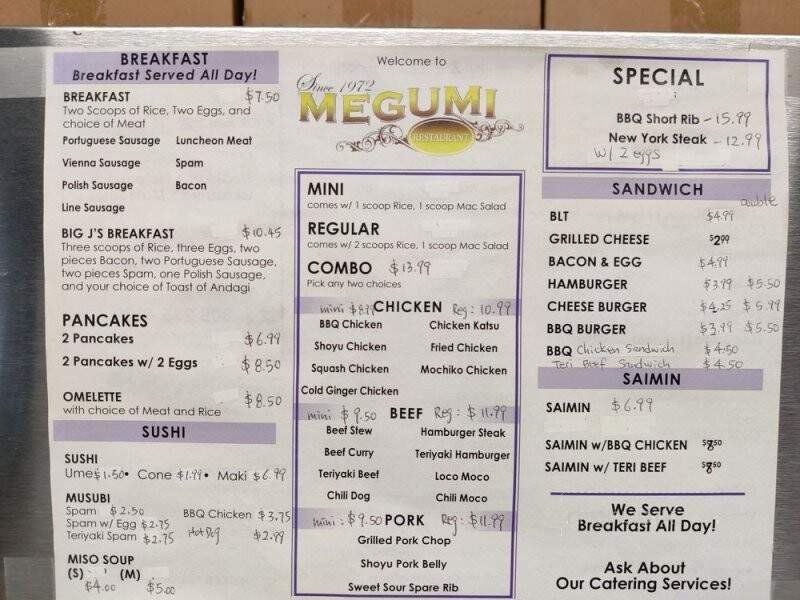 BREAKFAST
Breakfast Served All Day!
BREAKFAST $7.50
Two Scoops of Rice, Two Eggs, and
choice of Meat
Portuguese Sausage Luncheon Meat
Vienna Sausage Spam
Polish Sausage Bacon
Line Sausage
BIG J'S BREAKFAST $10.45
Three scoops of Rice, three Eggs, two
pieces Bacon, two Portuguese Sausage,
two pieces Spam, one Polish Sausage,
and your choice of Toast of Andagi
PANCAKES
2 Pancakes $6.99
2 Pancakes w/ 2 Eggs $8.50
OMELETTE $8.50
with choice of Meat and Rice
SUSHI
SUSHI
Ume $1.50• Cone $1.99• Maki $6.99
MUSUBI
Spam $2.50 BBQ Chicken $3.75
Spam w/ Egg $2.75 Hot Dog $2.99
Teriyaki Spam $2.75
MISO SOUP
(S) (M)
$4.00 $5.00
Welcome to
Since 1972
MEGUMI
RESTAURANT
MINI
comes w/ 1 scoop Rice, 1 scoop Mac Salad
REGULAR
comes w/ 2 scoops Rice, 1 scoop Mac Salad
COMBO $13.99
Pick any two choices
mini $8.99 CHICKEN Reg: 10.99
BBQ Chicken Chicken Katsu
Shoyu Chicken Fried Chicken
Squash Chicken Mochiko Chicken
Cold Ginger Chicken
mini $9.50 BEEF Reg: $11.99
Beef Stew Hamburger Steak
Beef Curry Teriyaki Hamburger
Teriyaki Beef Loco Moco
Chili Dog Chili Moco
mini: $9.50 PORK Reg: $11.99
Grilled Pork Chop
Shoyu Pork Belly
Sweet Sour Spare Rib
SPECIAL
BBQ Short Rib - 15.99
New York Steak - 12.99
w/ 2 eggs
SANDWICH
Double
BLT $4.99
GRILLED CHEESE $2.99
BACON & EGG $4.99
HAMBURGER $3.99 $5.50
CHEESE BURGER $4.25 $5.99
BBQ BURGER $3.99 $5.50
BBQ Chicken Sandwich $4.50
Teri Beef Sandwich $4.50
SAIMIN
SAIMIN $6.99
SAIMIN w/BBQ CHICKEN $8.50
SAIMIN w/ TERI BEEF $8.50
We Serve
Breakfast All Day!
Ask About
Our Catering Services!